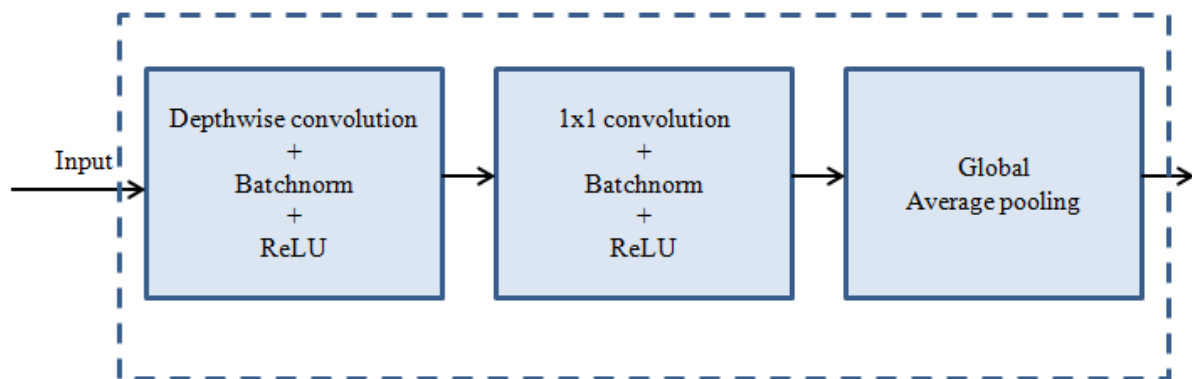 Input
Depthwise convolution
+
Batchnorm
+
ReLU
1x1 convolution
+
Batchnorm
+
ReLU
Global
Average pooling